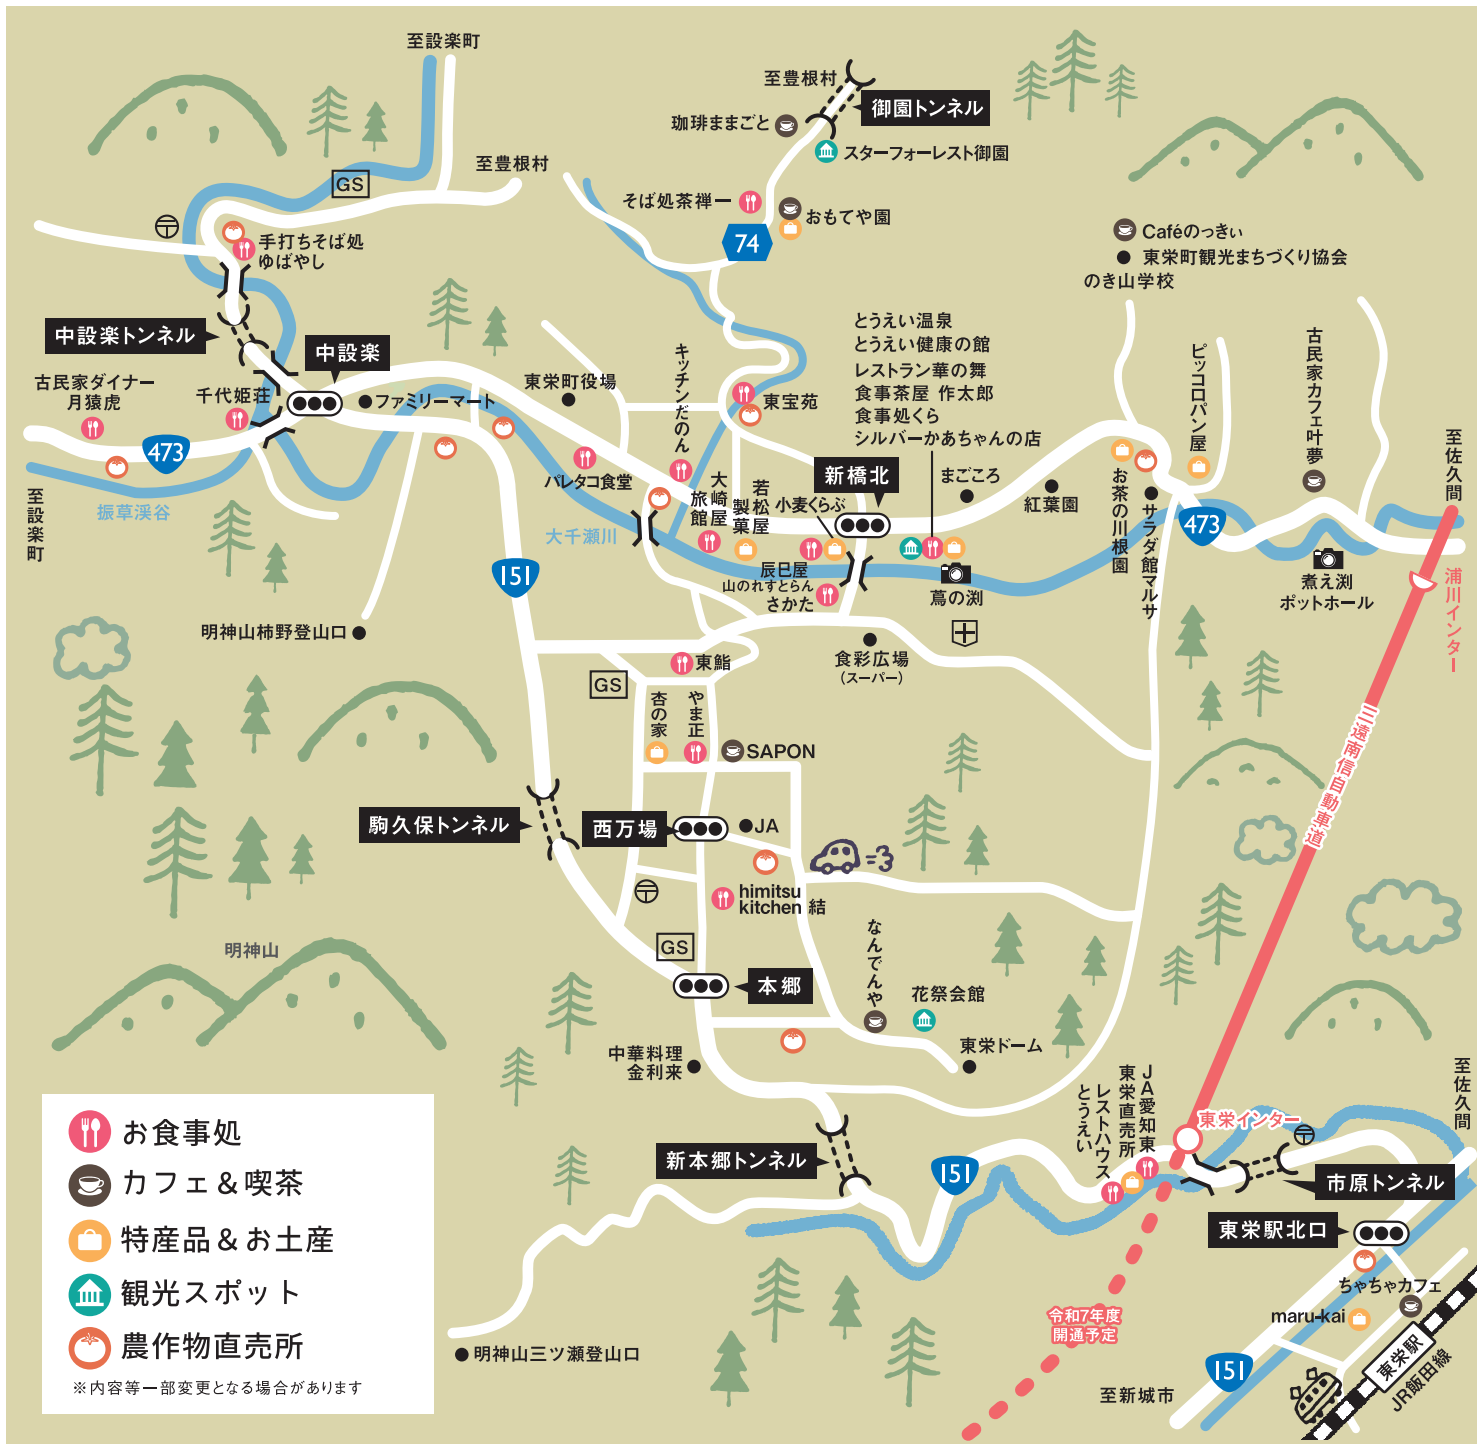 至設楽町
至豊根村
御園トンネル
珈琲ままごと
スターフォーレスト御園
至豊根村
GS
そば処茶禅一
おもてや園
74
Caféのっきぃ
東栄町観光まちづくり協会
のき山学校
手打ちそば処
ゆばやし
中設楽トンネル
中設楽
古民家ダイナー
月猿虎
千代姫荘
ファミリーマート
東栄町役場
キッチンだのん
東宝苑
とうえい温泉
とうえい健康の館
レストラン華の舞
食事茶屋 作太郎
食事処くら
シルバーかあちゃんの店
ピッコロパン屋
古民家カフェ叶夢
至佐久間
473
至設楽町
振草渓谷
パレタコ食堂
大千瀬川
大崎屋
旅館
若松屋
製菓
小麦くらぶ
新橋北
まごころ
紅葉園
お茶の川根園
サラダ館マルサ
473
煮え渕
ポットホール
浦川インター
151
辰巳屋
山のれすとらん
さかた
蔦の渕
明神山柿野登山口
食彩広場
(スーパー)
東鮨
GS
杏の家
やま正
SAPON
三遠南信自動車道
駒久保トンネル
西万場
JA
himitsu
kitchen 結
明神山
GS
本郷
なんでんや
花祭会館
東栄ドーム
中華料理
金利来
JA愛知東
東栄直売所
レストハウス
とうえい
至佐久間
東栄インター
新本郷トンネル
151
市原トンネル
東栄駅北口
ちゃちゃカフェ
maru-kai
令和7年度
開通予定
東栄駅
JR飯田線
151
至新城市
明神山三ツ瀬登山口
お食事処
カフェ＆喫茶
特産品＆お土産
観光スポット
農作物直売所
※内容等一部変更となる場合があります